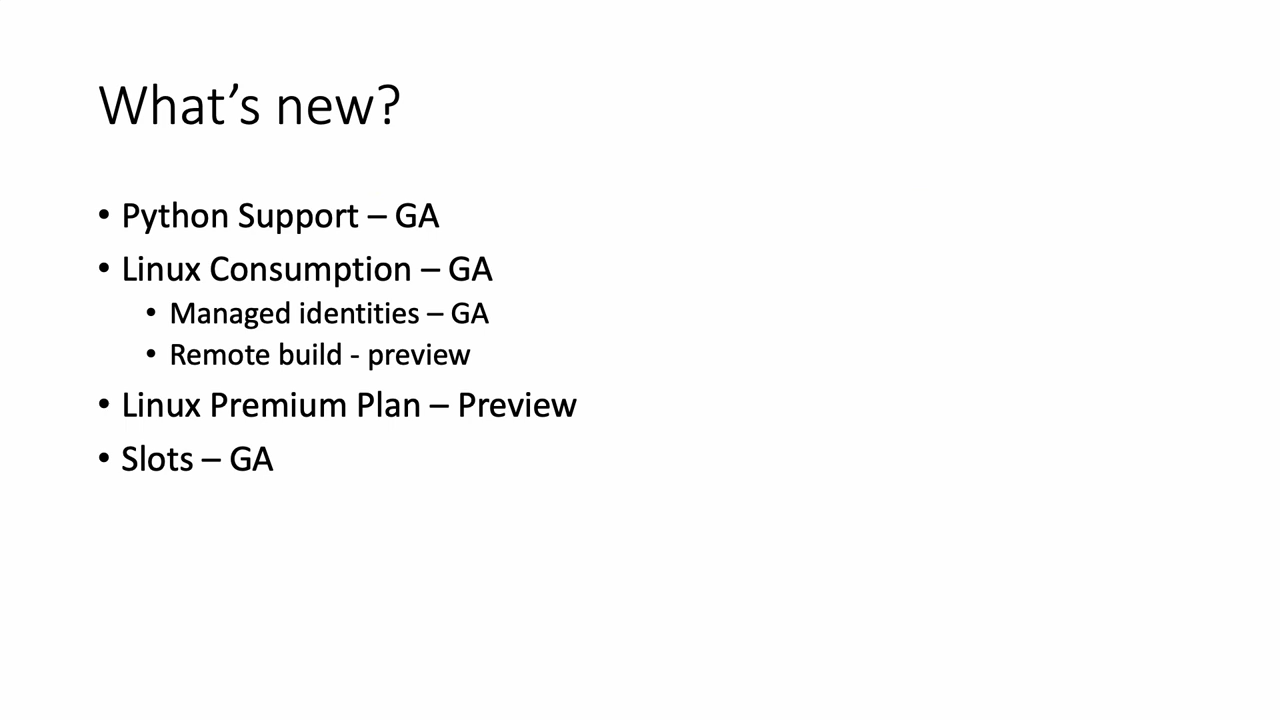 What’s new?
• Python Support – GA
• Linux Consumption – GA
• Managed identities – GA
• Remote build - preview
• Linux Premium Plan – Preview
• Slots – GA